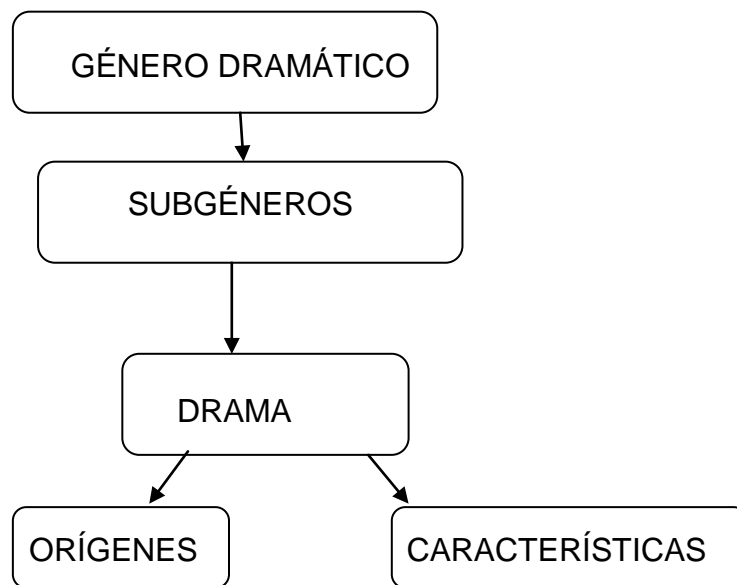 GÉNERO DRAMÁTICO
SUBGÉNEROS
DRAMA
ORÍGENES
CARACTERÍSTICAS